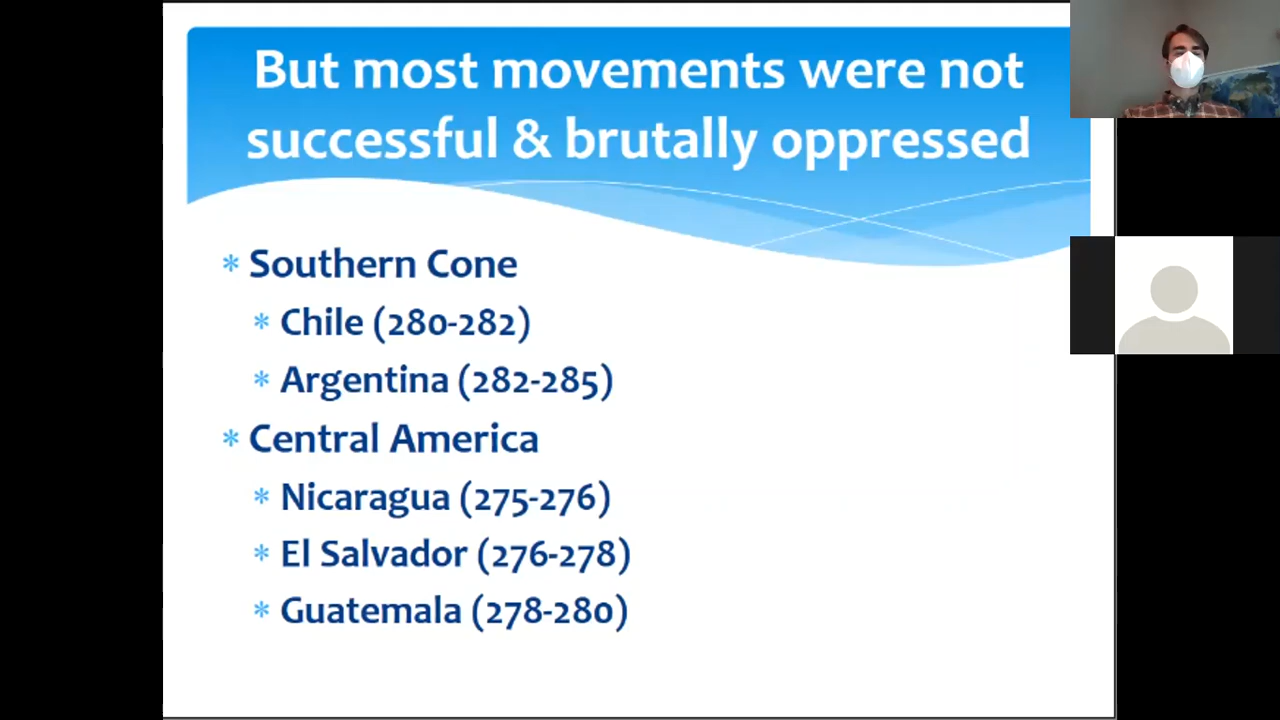 But most movements were not
successful & brutally oppressed
* Southern Cone
* Chile (280-282)
* Argentina (282-285)
* Central America
* Nicaragua (275-276)
* El Salvador (276-278)
* Guatemala (278-280)